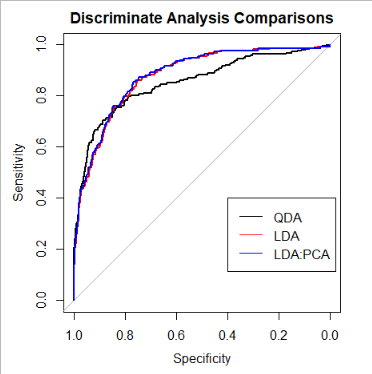 Discriminate Analysis Comparisons
Sensitivity
1.0
0.8
0.6
0.4
0.2
0.0
QDA
LDA
LDA:PCA
1.0 0.8 0.6 0.4 0.2 0.0
Specificity